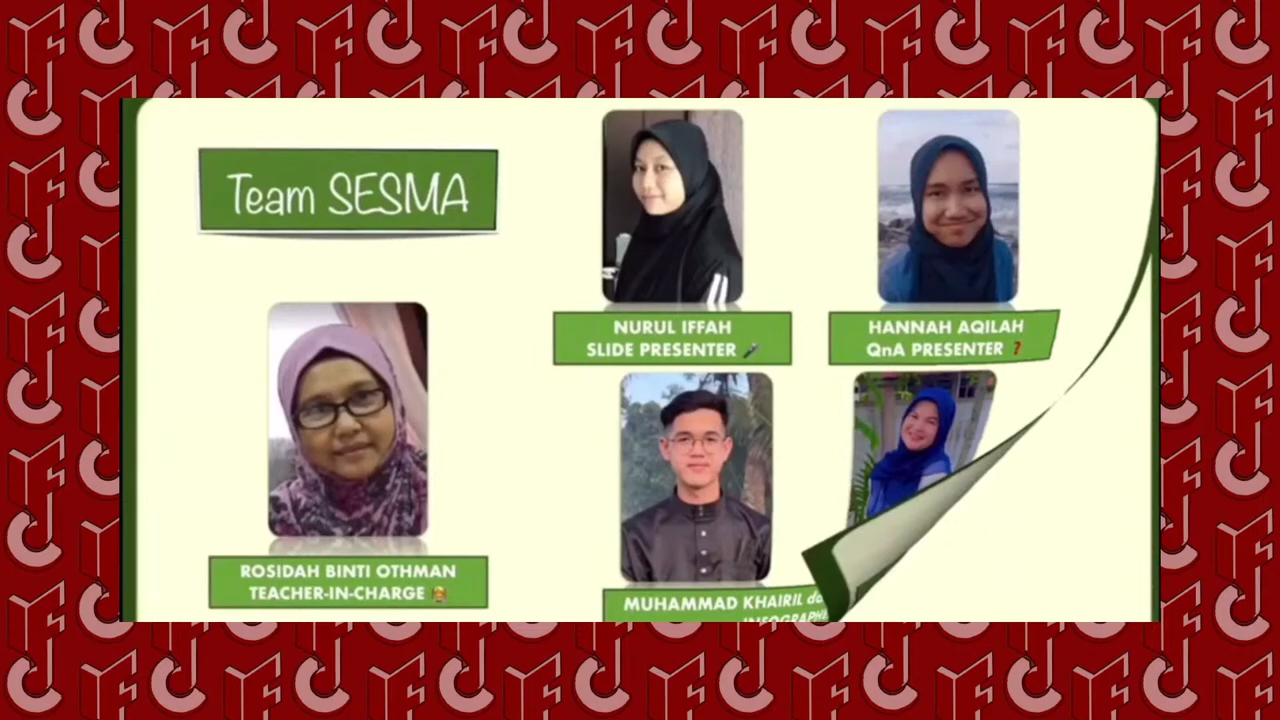 Team SESMA
NURUL IFFAH
SLIDE PRESENTER
HANNAH AQILAH
QnA PRESENTER ❓
ROSIDAH BINTI OTHMAN
TEACHER-IN-CHARGE
MUHAMMAD KHAIRIL